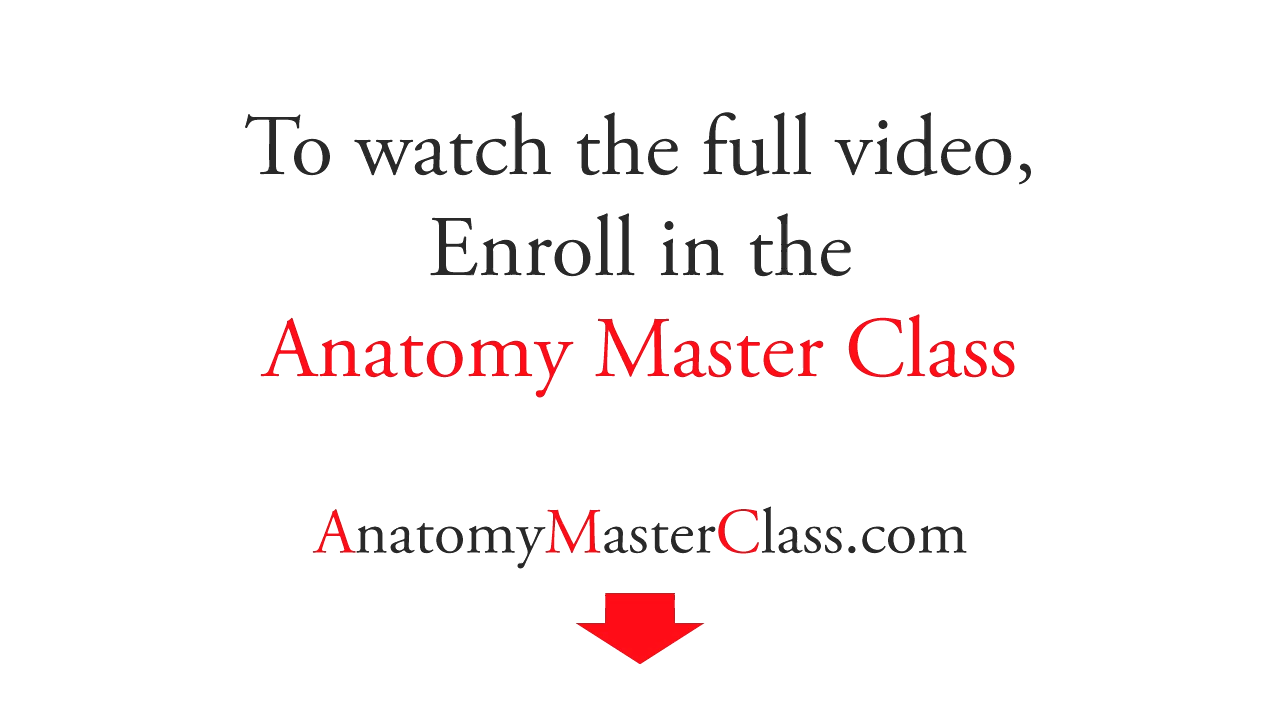 To watch the full video,
Enroll in the
Anatomy Master Class
AnatomyMasterClass.com